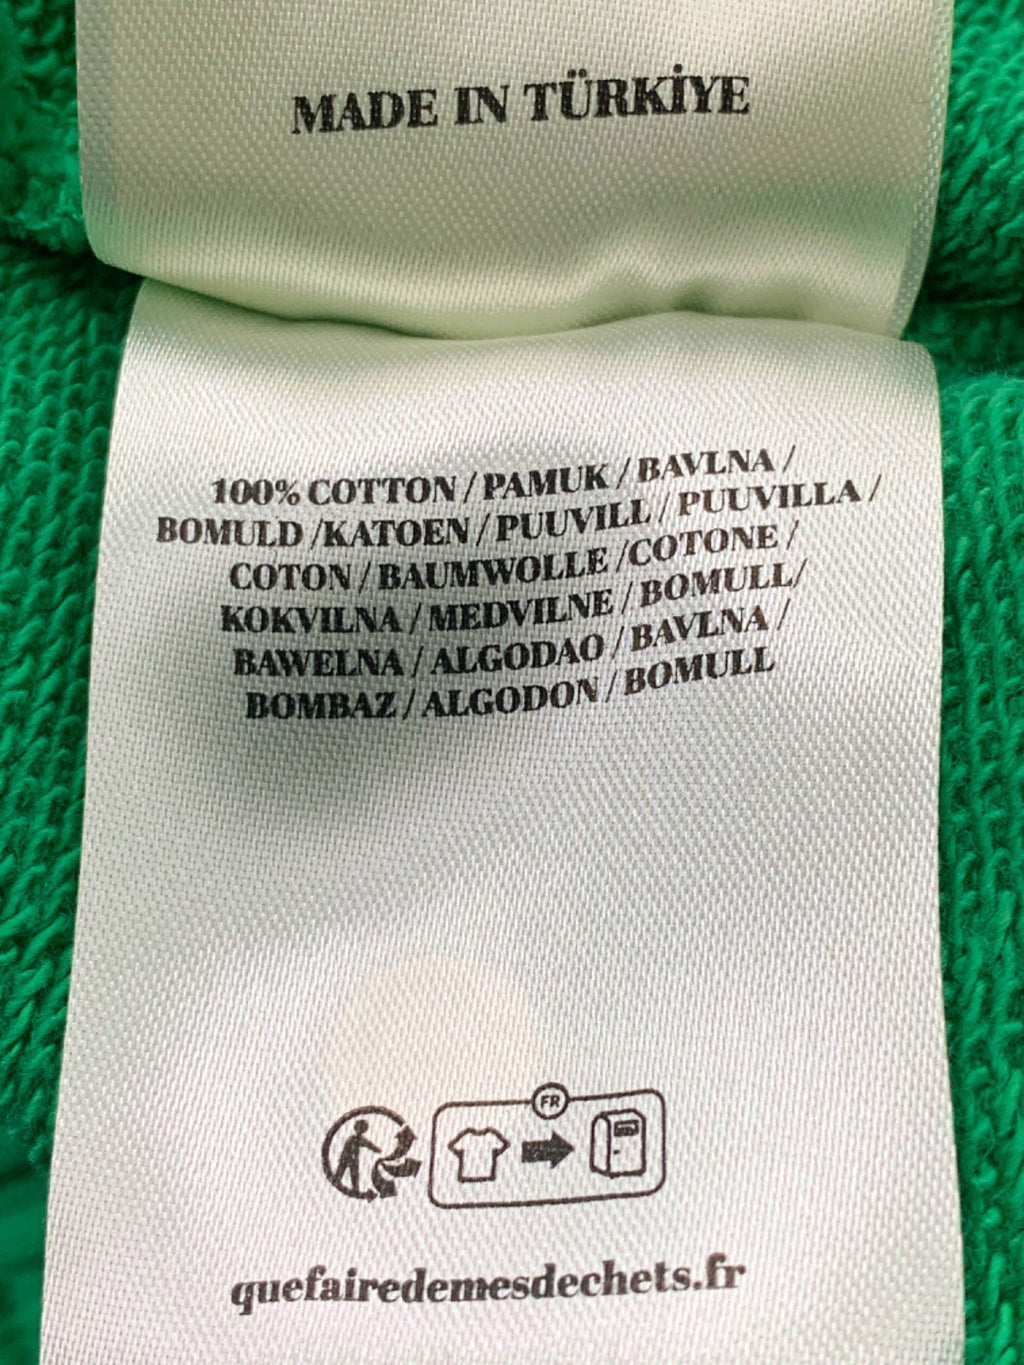 MADE IN TÜRKİYE
100% COTTON / PAMUK / BAVLNA /
BOMULD /KATOEN / PUUVILL / PUUVILLA /
COTON / BAUMWOLLE /COTONE /
KOKVILNA / MEDVILNE / BOMULL/
BAWELNA / ALGODAO / BAVLNA /
BOMBAZ / ALGODON / BOMULL
FR
quefairedemesdechets.fr